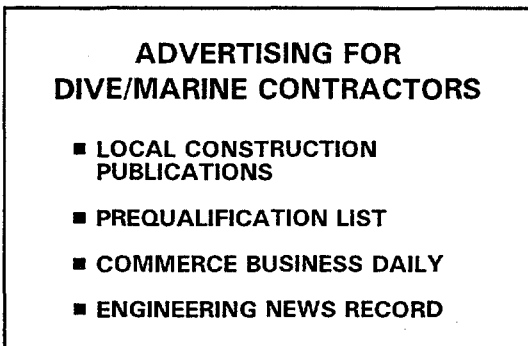 ADVERTISING FOR
DIVE/MARINE CONTRACTORS
■ LOCAL CONSTRUCTION
PUBLICATIONS
■ PREQUALIFICATION LIST
■ COMMERCE BUSINESS DAILY
■ ENGINEERING NEWS RECORD